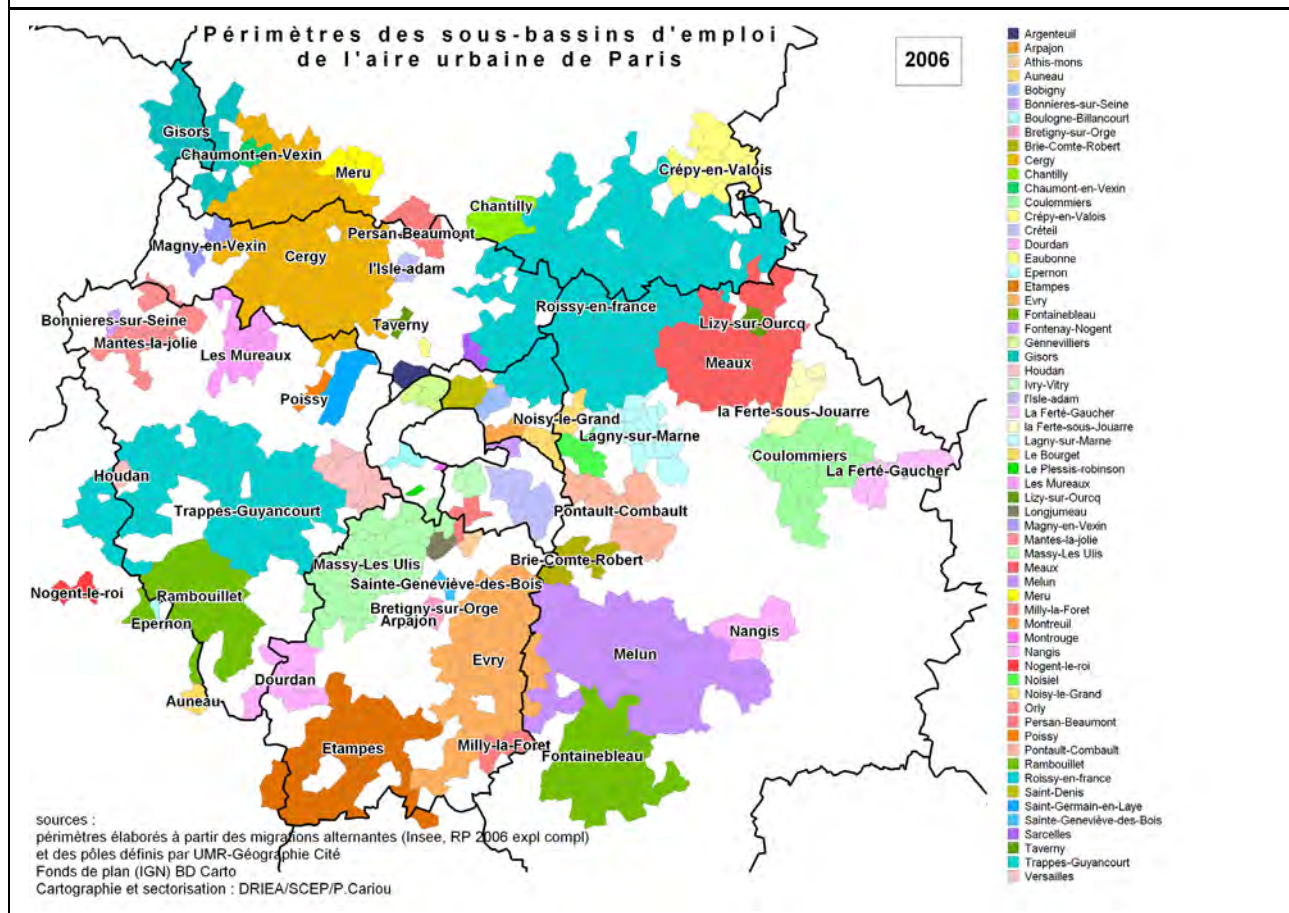 Périmètres des sous-bassins d'emploi
de l'aire urbaine de Paris
2006
Gisors
Chaumont-en-Vexin
Meru
Crépy-en-Valois
Chantilly
Persan-Beaumont
Magny-en-Vexin
Cergy
l'Isle-adam
Roissy-en-france
Bonnieres-sur-Seine
Taverny
Lizy-sur-Ourcq
Mantes-la-jolie
Les Mureaux
Meaux
Poissy
la Ferte-sous-Jouarre
Noisy-le-Grand
Lagny-sur-Marne
Coulommiers
La Ferté-Gaucher
Houdan
Trappes-Guyancourt
Pontault-Combault
Massy-Les Ulis
Brie-Comte-Robert
Sainte-Geneviève-des-Bois
Nogent-le-roi
Rambouillet
Bretigny-sur-Orge
Epernon
Arpajon
Nangis
Melun
Evry
Dourdan
Auneau
Etampes
Milly-la-Foret
Fontainebleau
sources :
périmètres élaborés à partir des migrations alternantes (Insee, RP 2006 expl compl)
et des pôles définis par UMR-Géographie Cité
Fonds de plan (IGN) BD Carto
Cartographie et sectorisation : DRIEA/SCEP/P.Cariou
Argenteuil
Arpajon
Athis-mons
Auneau
Bobigny
Bonnieres-sur-Seine
Boulogne-Billancourt
Bretigny-sur-Orge
Brie-Comte-Robert
Cergy
Chantilly
Chaumont-en-Vexin
Coulommiers
Crépy-en-Valois
Créteil
Dourdan
Eaubonne
Epernon
Etampes
Evry
Fontainebleau
Fontenay-Nogent
Gennevilliers
Gisors
Houdan
Ivry-Vitry
l'Isle-adam
La Ferté-Gaucher
la Ferte-sous-Jouarre
Lagny-sur-Marne
Le Bourget
Le Plessis-robinson
Les Mureaux
Lizy-sur-Ourcq
Longjumeau
Magny-en-Vexin
Mantes-la-jolie
Massy-Les Ulis
Meaux
Melun
Meru
Milly-la-Foret
Montreuil
Montrouge
Nangis
Nogent-le-roi
Noisiel
Noisy-le-Grand
Orly
Persan-Beaumont
Poissy
Pontault-Combault
Rambouillet
Roissy-en-france
Saint-Denis
Saint-Germain-en-Laye
Sainte-Geneviève-des-Bois
Sarcelles
Taverny
Trappes-Guyancourt
Versailles